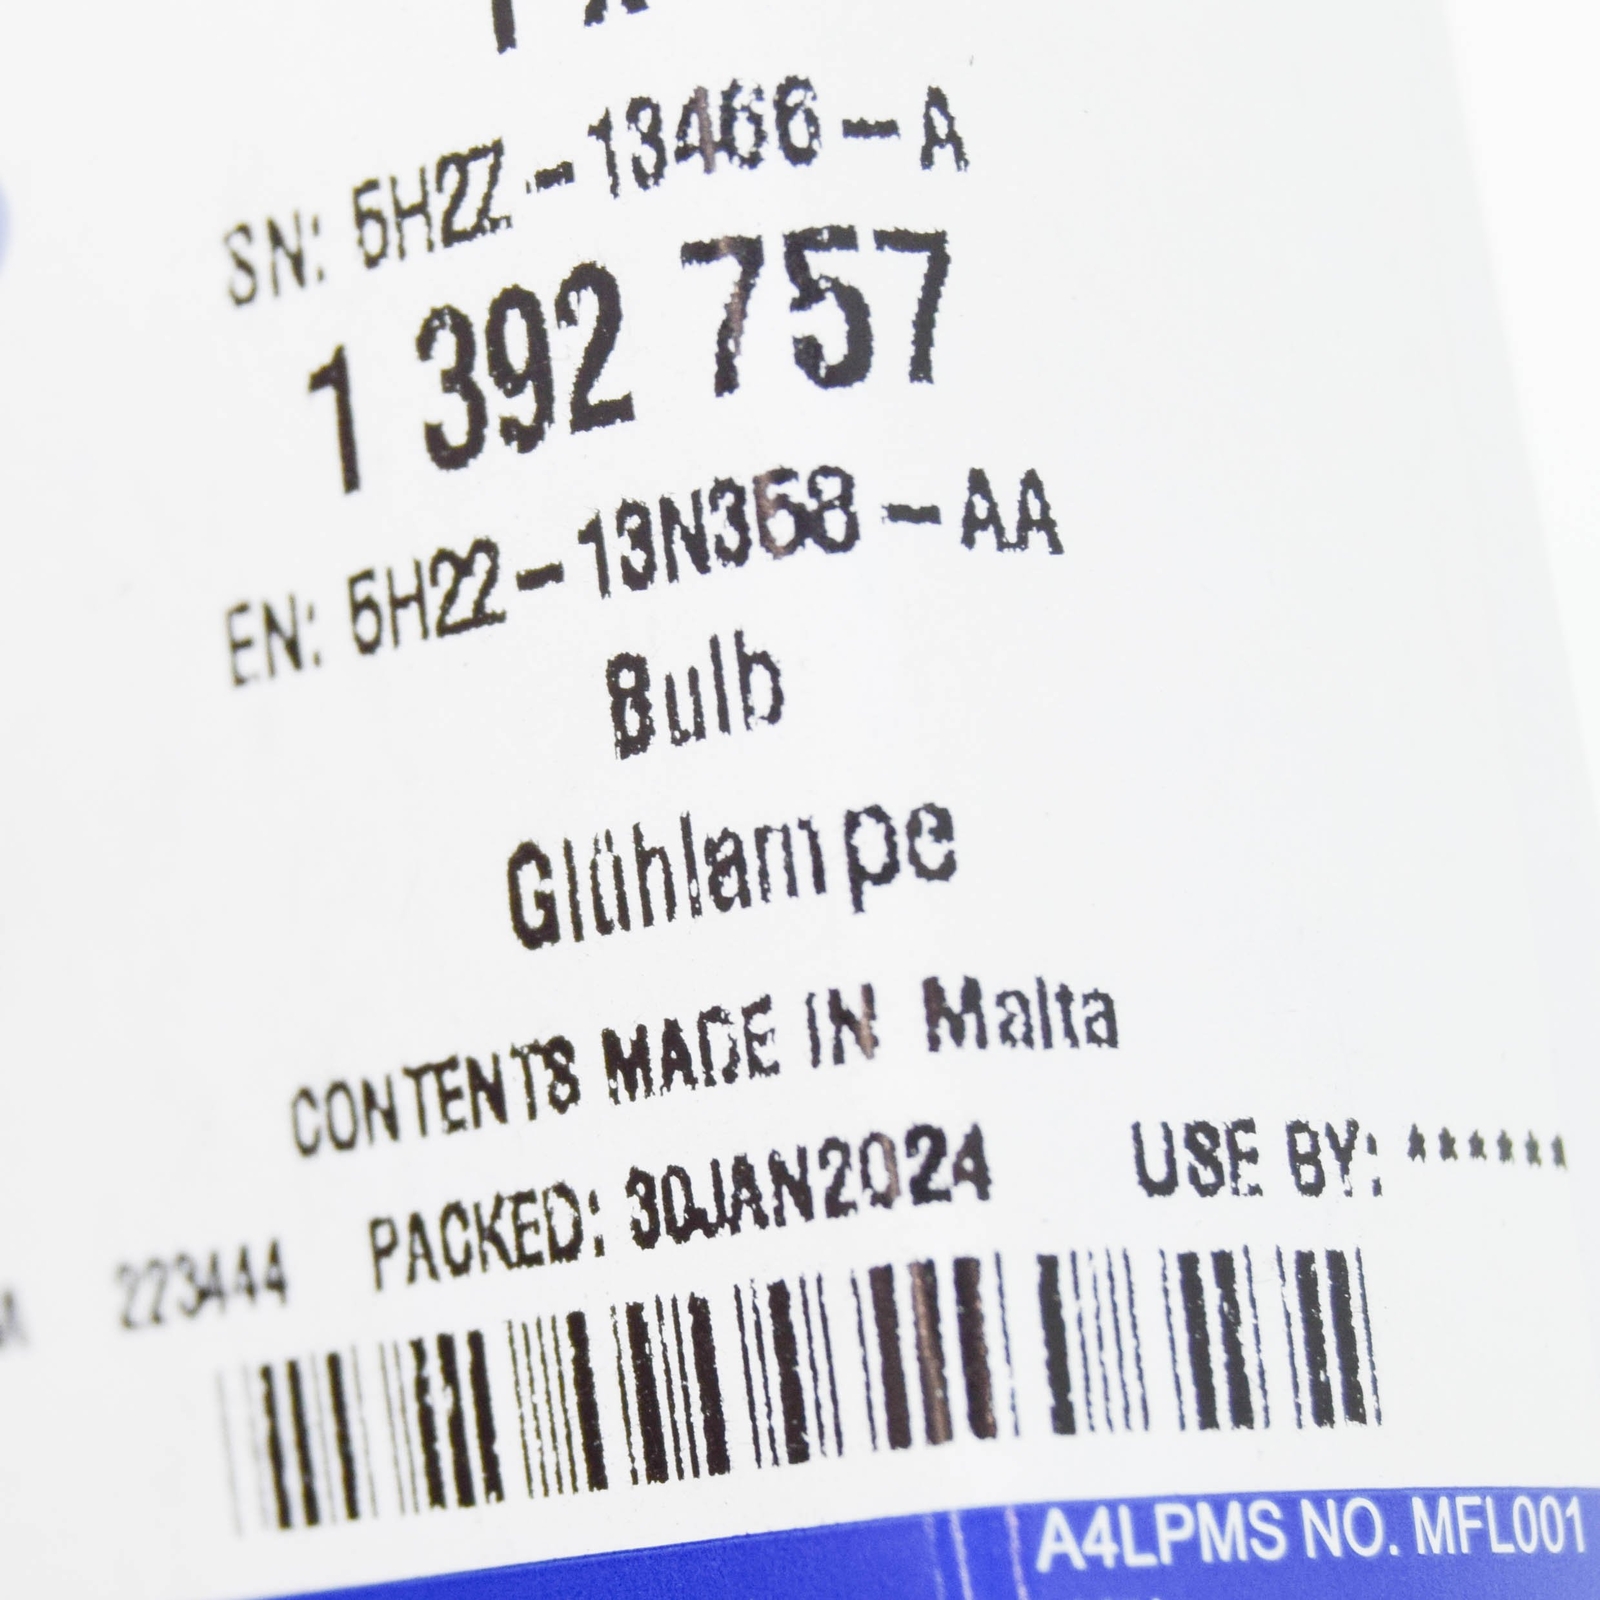 SN: 5H2Z-13466-A
1 392 757
EN: 5H22-13N358-AA
Bulb
Glühlampe
CONTENTS MADE IN Malta
223444 PACKED: 30JAN2024 USE BY: ******
A4LPMS NO. MFL001